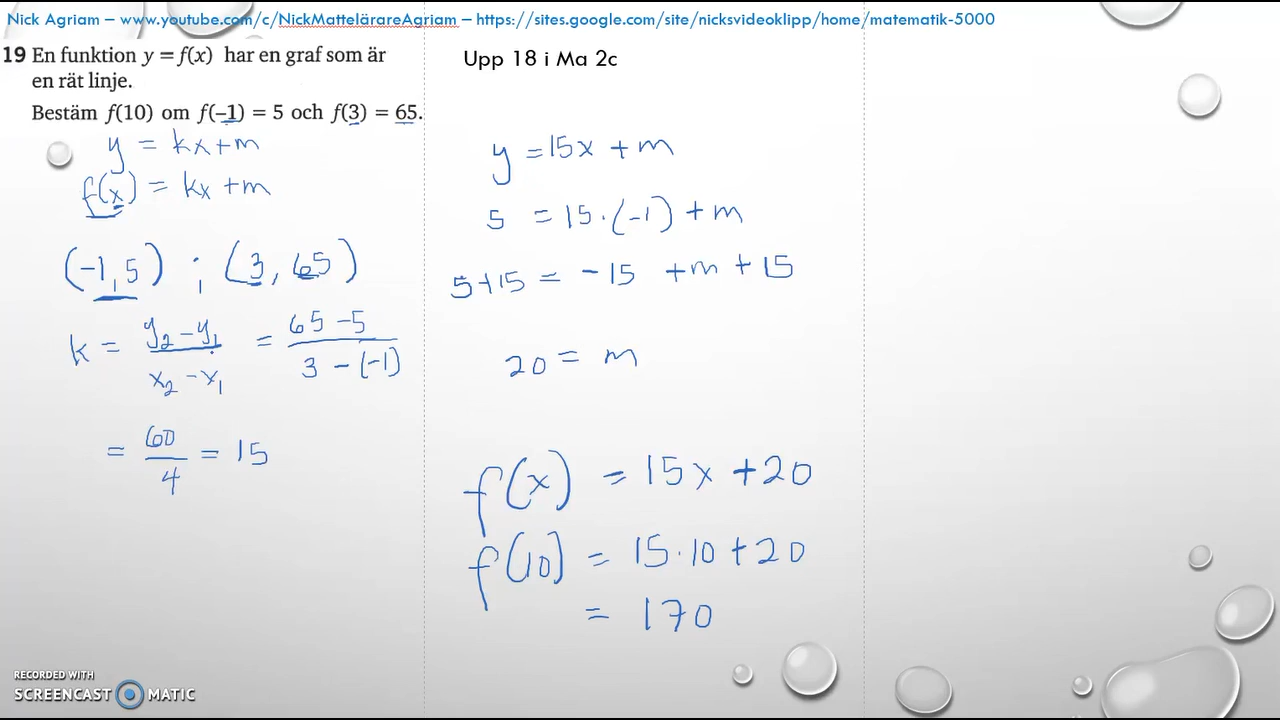 Nick Agriam – www.youtube.com/c/NickMattelärareAgriam – https://sites.google.com/site/nicksvideoklipp/home/matematik-5000
19 En funktion y = f(x) har en graf som är
en rät linje.
Bestäm f(10) om f(–1) = 5 och f(3) = 65.
y = kx+m
f(x) = kx +m
(-1,5) ; (3, 65)
k = y₂ -y₁ / x₂ -x₁ = 65 -5 / 3 -(-1)
= 60 / 4 = 15
Upp 18 i Ma 2c
y =15x +m
5 = 15·(-1) +m
5+15 = -15 +m +15
20 = m
f(x) = 15x +20
f(10) = 15·10 +20
= 170
RECORDED WITH
SCREENCAST MATIC